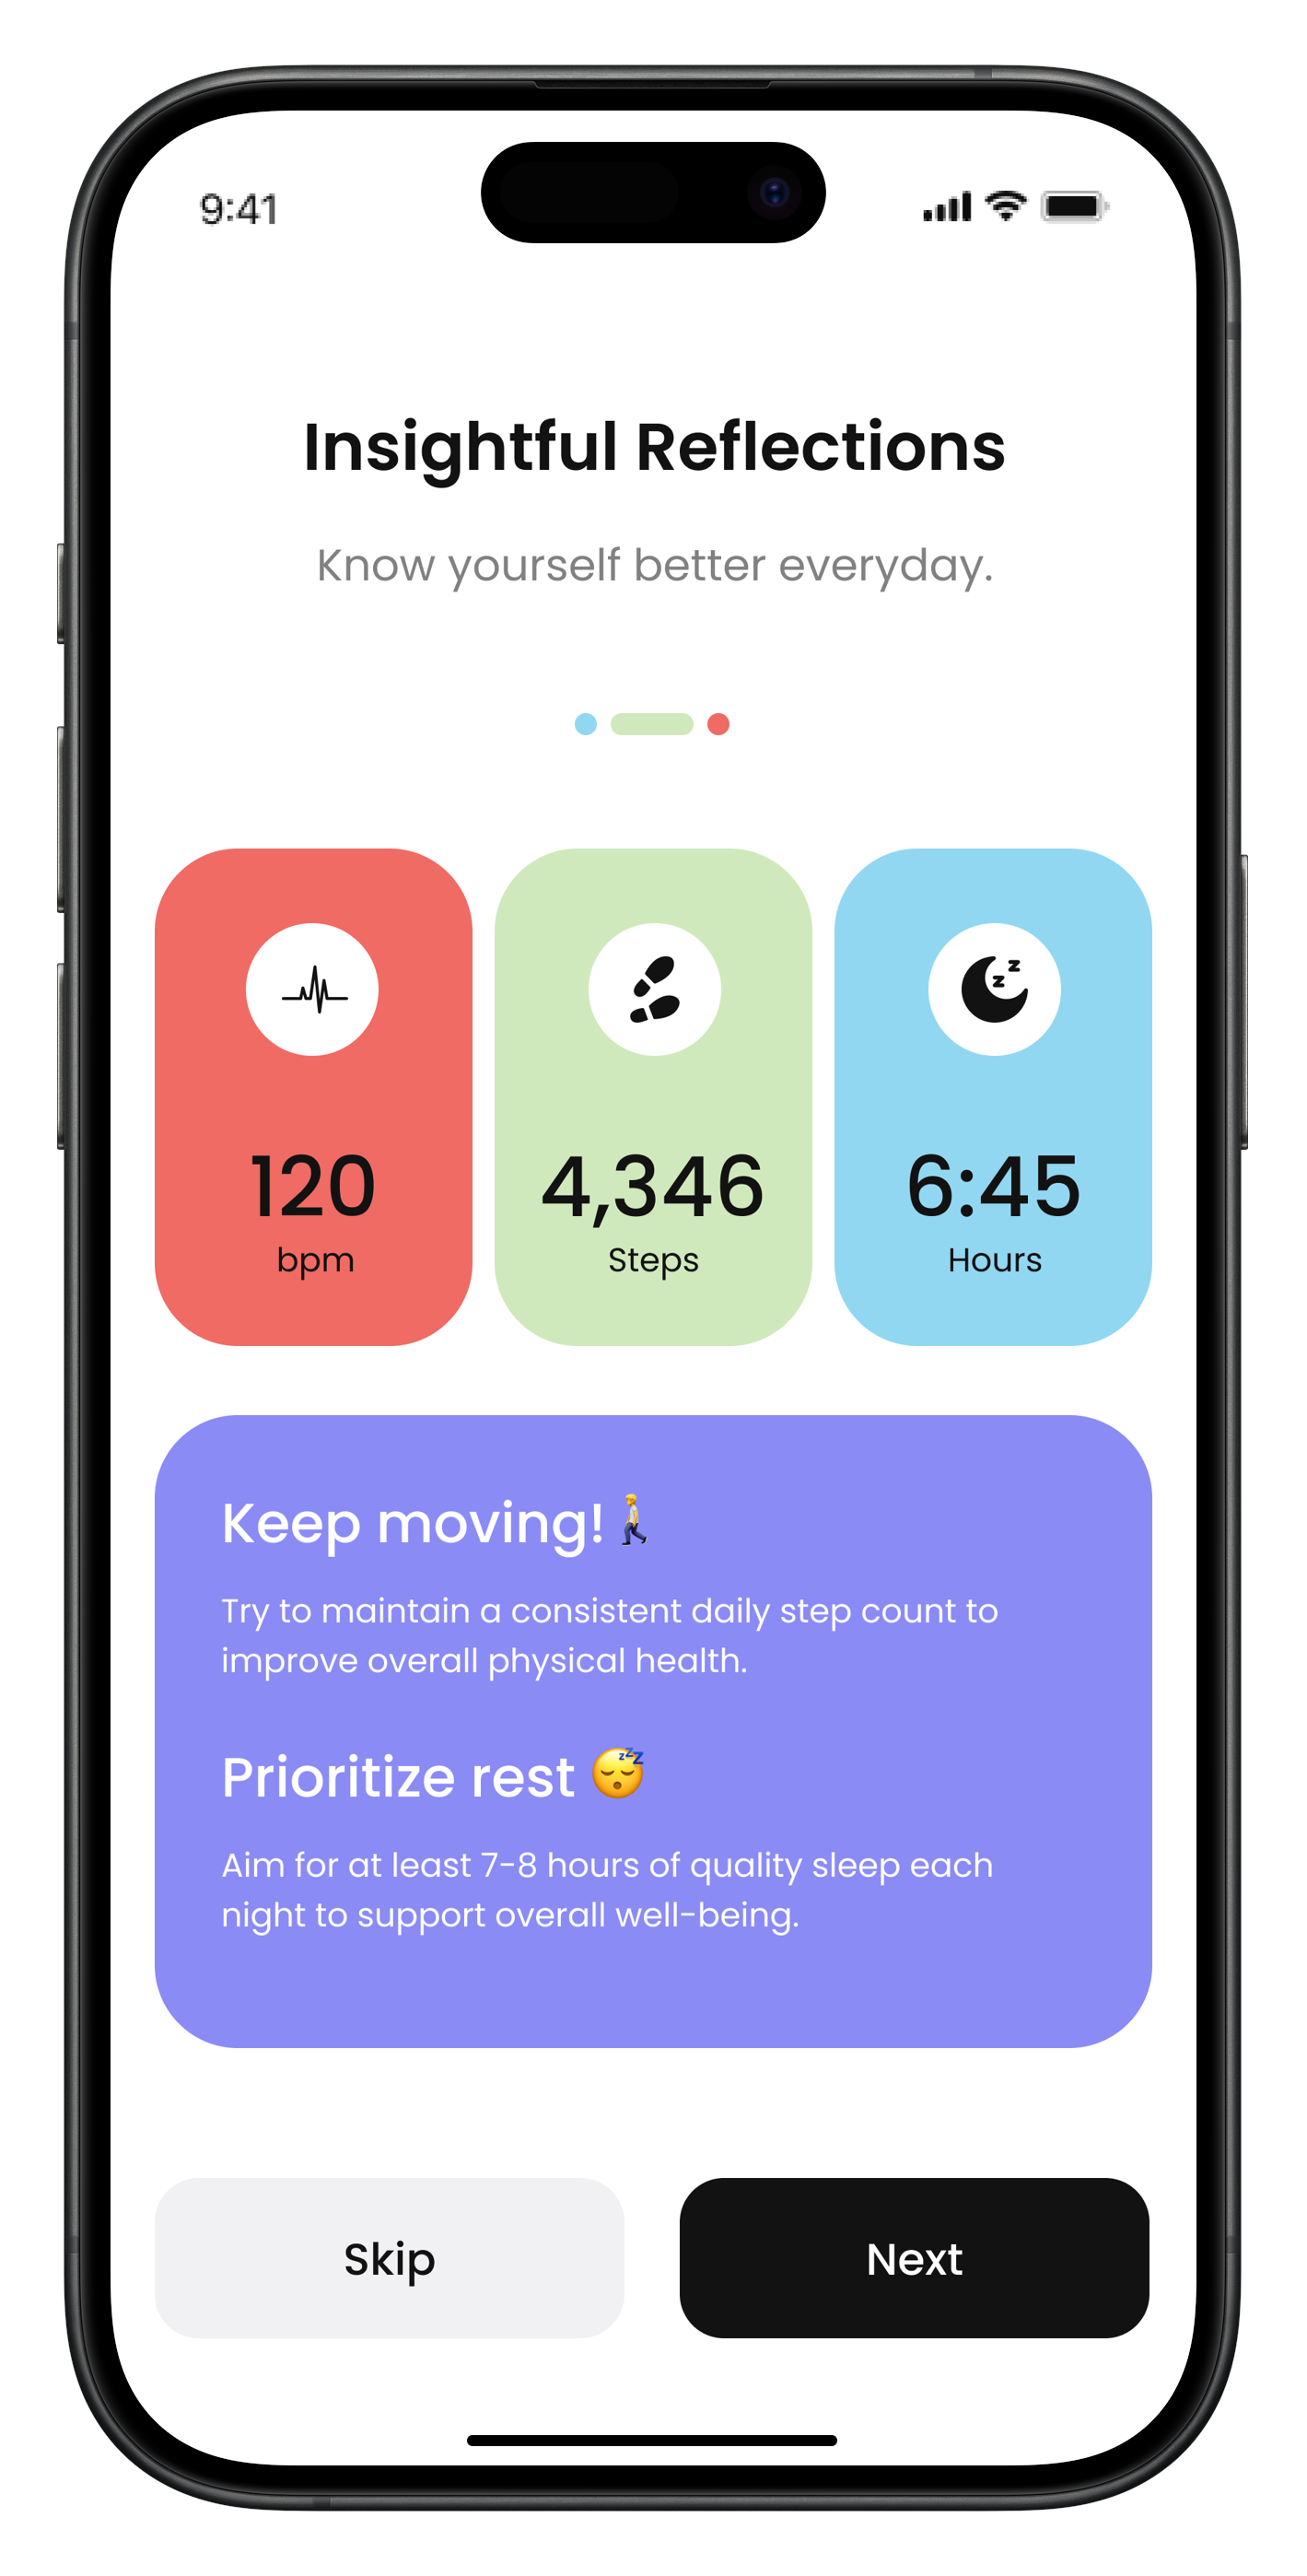 9:41
Insightful Reflections
Know yourself better everyday.
120
bpm
4,346
Steps
6:45
Hours
Keep moving!🚶
Try to maintain a consistent daily step count to
improve overall physical health.
Prioritize rest 😴
Aim for at least 7-8 hours of quality sleep each
night to support overall well-being.
Skip
Next